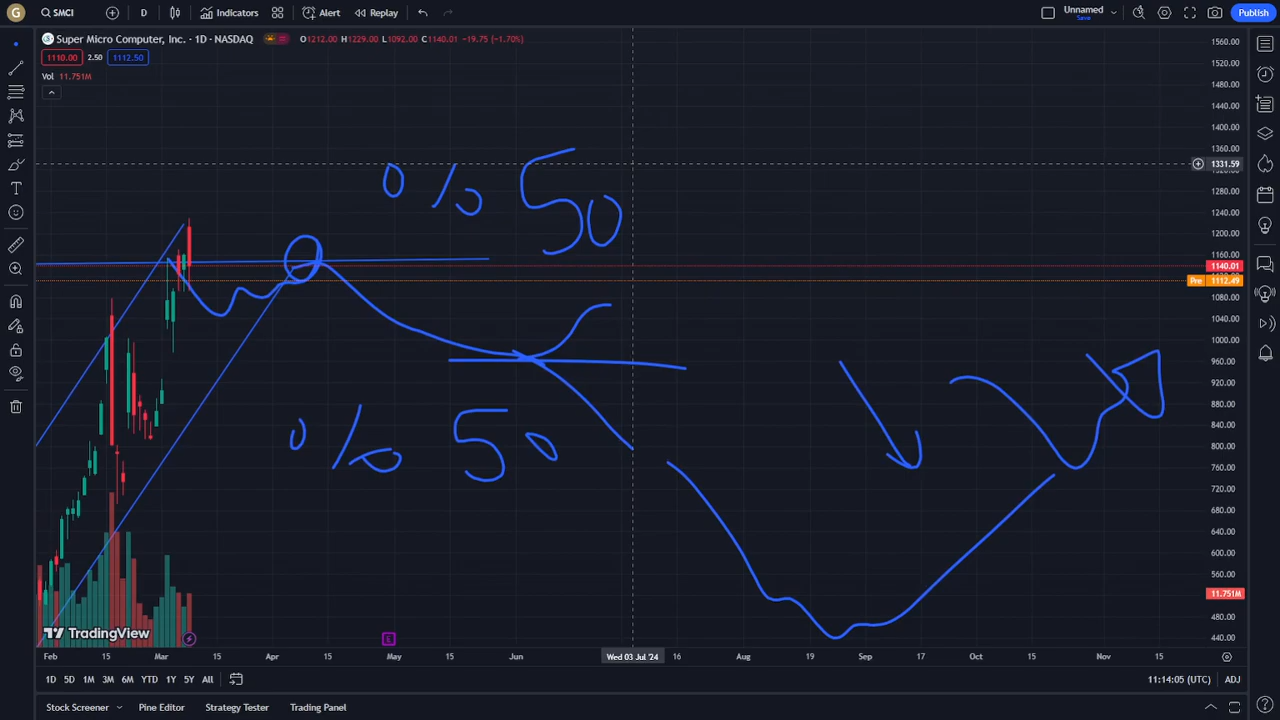 G SMCI D Indicators Alert Replay Unnamed Save Publish
Super Micro Computer, Inc. · 1D · NASDAQ O1212.00 H1229.00 L1092.00 C1140.01 −19.75 (−1.70%)
1110.00 2.50 1112.50
Vol 11.751M
1560.00
1520.00
1480.00
1440.00
1400.00
1360.00
1331.59
1280.00
1240.00
1200.00
1160.00
1140.01
Pre 1112.49
1080.00
1040.00
1000.00
960.00
920.00
880.00
840.00
800.00
760.00
720.00
680.00
640.00
600.00
560.00
11.751M
480.00
440.00
% 50
% 50
TradingView
E
Feb 15 Mar 15 Apr 15 May 15 Jun Wed 03 Jul '24 16 Aug 19 Sep 17 Oct 15 Nov 15
1D 5D 1M 3M 6M YTD 1Y 5Y All 11:14:05 (UTC) ADJ
Stock Screener Pine Editor Strategy Tester Trading Panel